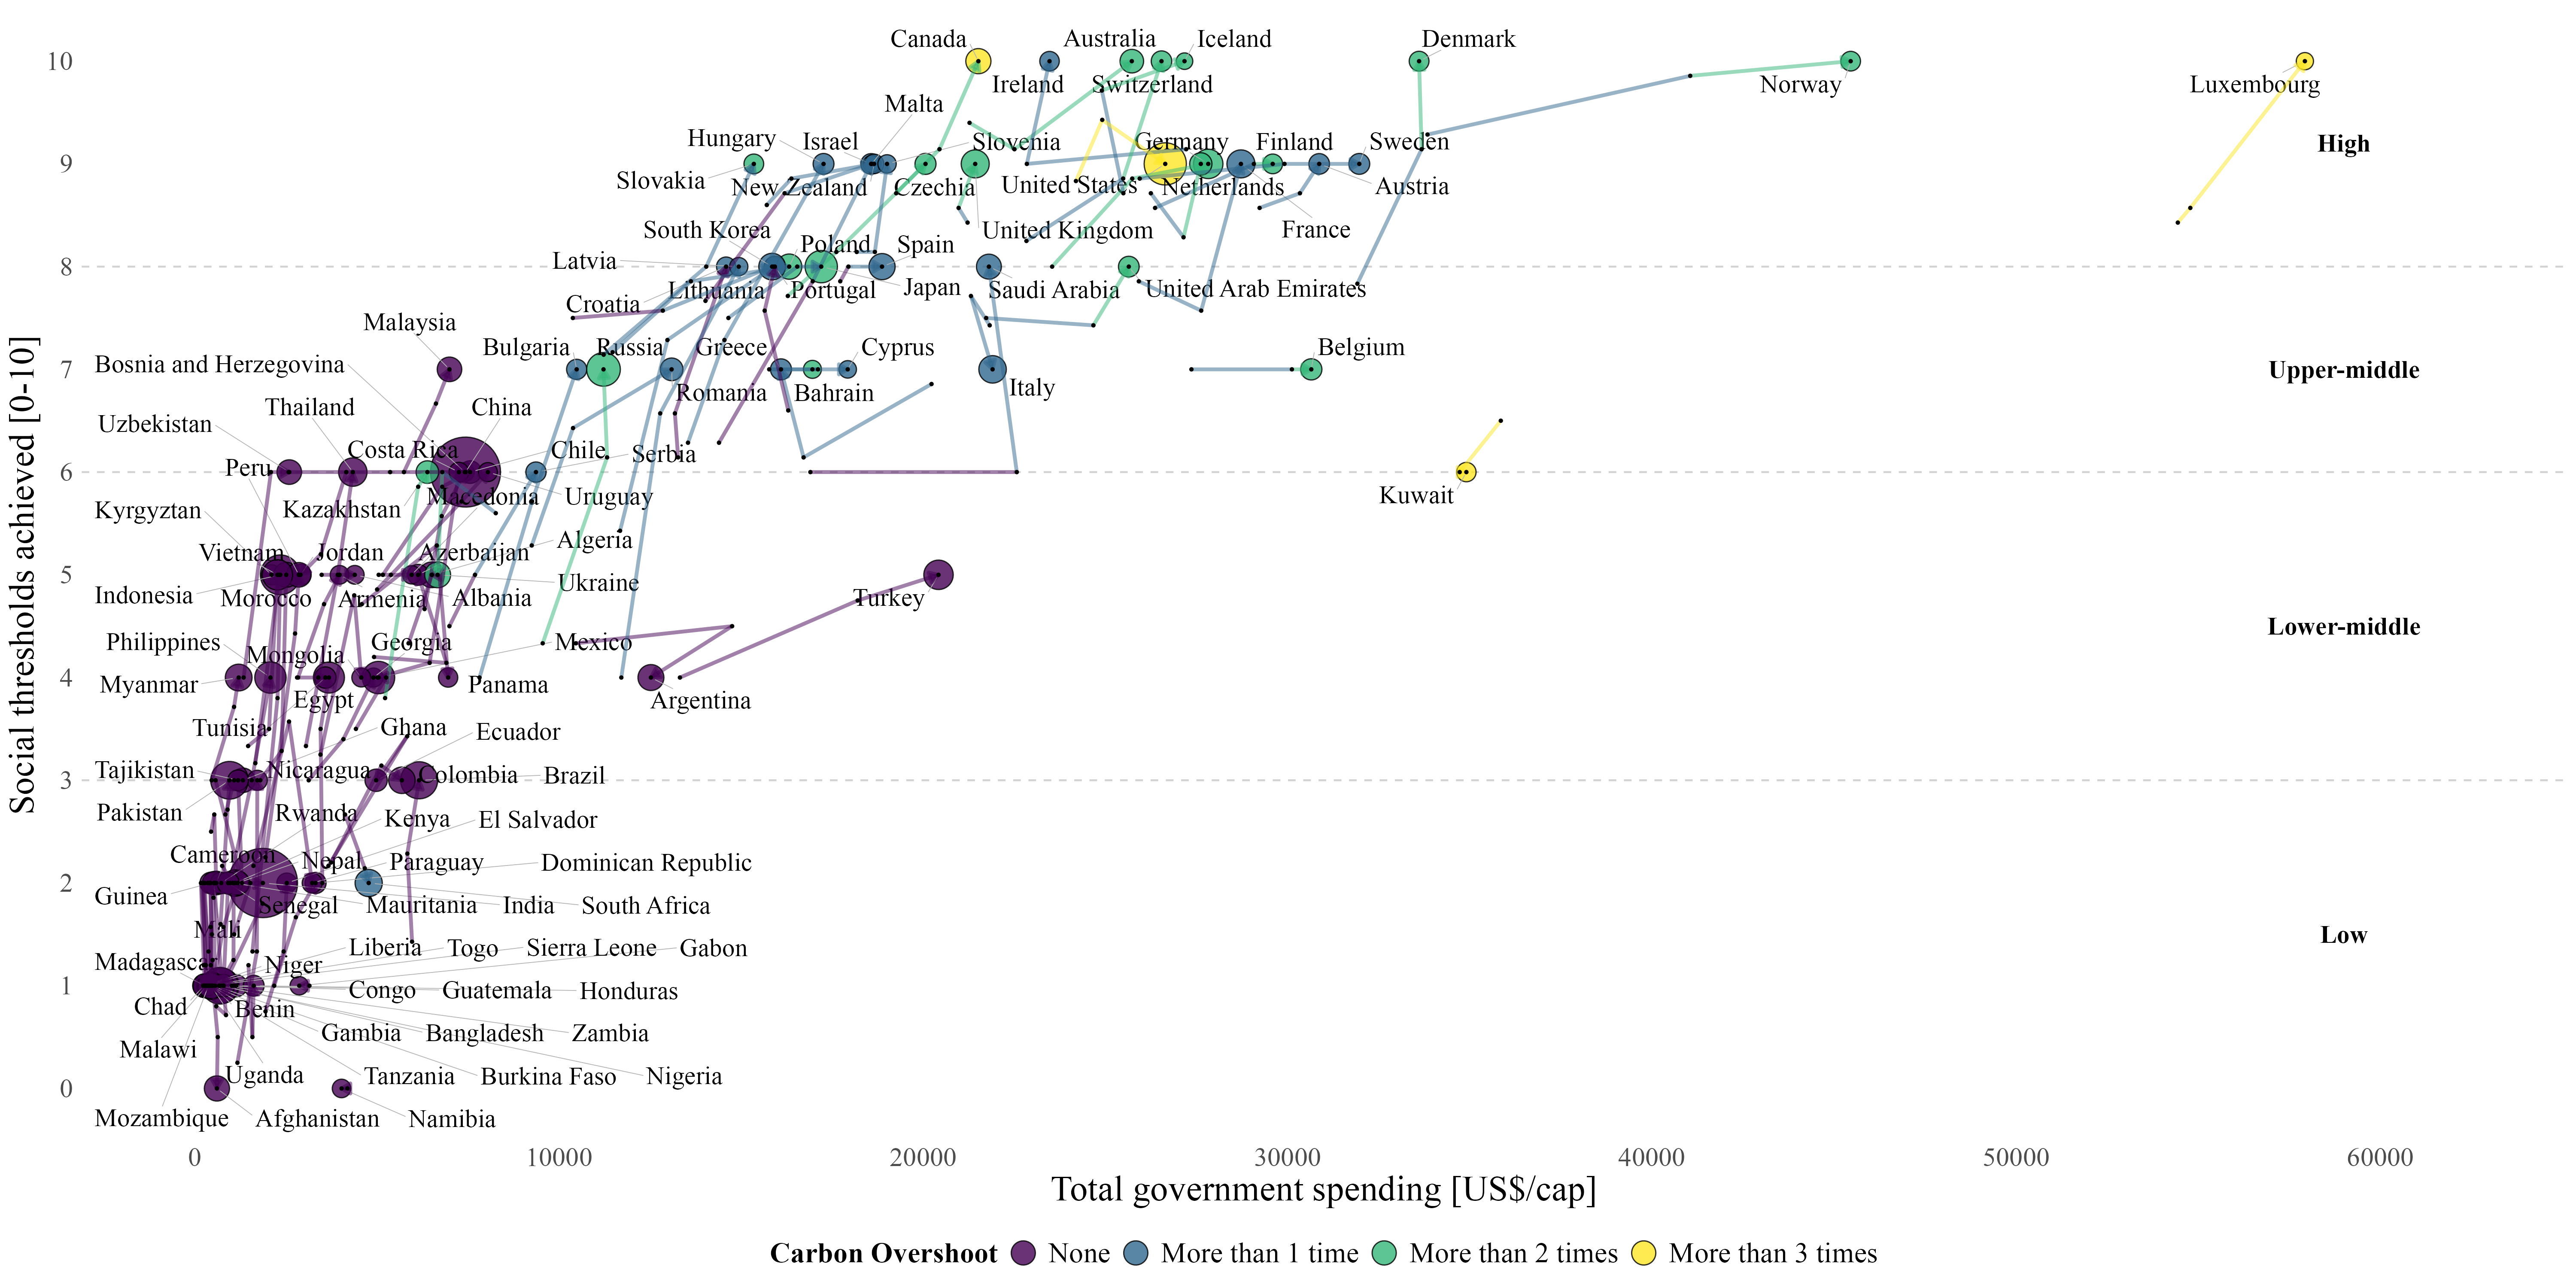 Social thresholds achieved [0-10]
10
9
8
7
6
5
4
3
2
1
0
Canada
Australia
Iceland
Denmark
Ireland
Switzerland
Norway
Luxembourg
Malta
Hungary
Israel
Slovenia
Germany
Finland
Sweden
High
Slovakia
New Zealand
Czechia
United States
Netherlands
Austria
South Korea
Poland
Spain
United Kingdom
France
Latvia
Croatia
Lithuania
Portugal
Japan
Saudi Arabia
United Arab Emirates
Malaysia
Bulgaria
Russia
Greece
Cyprus
Belgium
Bosnia and Herzegovina
Romania
Bahrain
Italy
Upper-middle
Thailand
China
Uzbekistan
Costa Rica
Chile
Serbia
Peru
Kuwait
Kazakhstan
Macedonia
Uruguay
Kyrgyztan
Vietnam
Jordan
Azerbaijan
Algeria
Ukraine
Indonesia
Morocco
Armenia
Albania
Turkey
Philippines
Mongolia
Georgia
Mexico
Lower-middle
Myanmar
Egypt
Panama
Argentina
Tunisia
Ghana
Ecuador
Tajikistan
Nicaragua
Colombia
Brazil
Pakistan
Rwanda
Kenya
El Salvador
Cameroon
Nepal
Paraguay
Dominican Republic
Guinea
Senegal
Mauritania
India
South Africa
Mali
Liberia
Togo
Sierra Leone
Gabon
Low
Madagascar
Niger
Congo
Guatemala
Honduras
Chad
Benin
Gambia
Bangladesh
Zambia
Malawi
Uganda
Tanzania
Burkina Faso
Nigeria
Mozambique
Afghanistan
Namibia
0
10000
20000
30000
40000
50000
60000
Total government spending [US$/cap]
Carbon Overshoot
None
More than 1 time
More than 2 times
More than 3 times